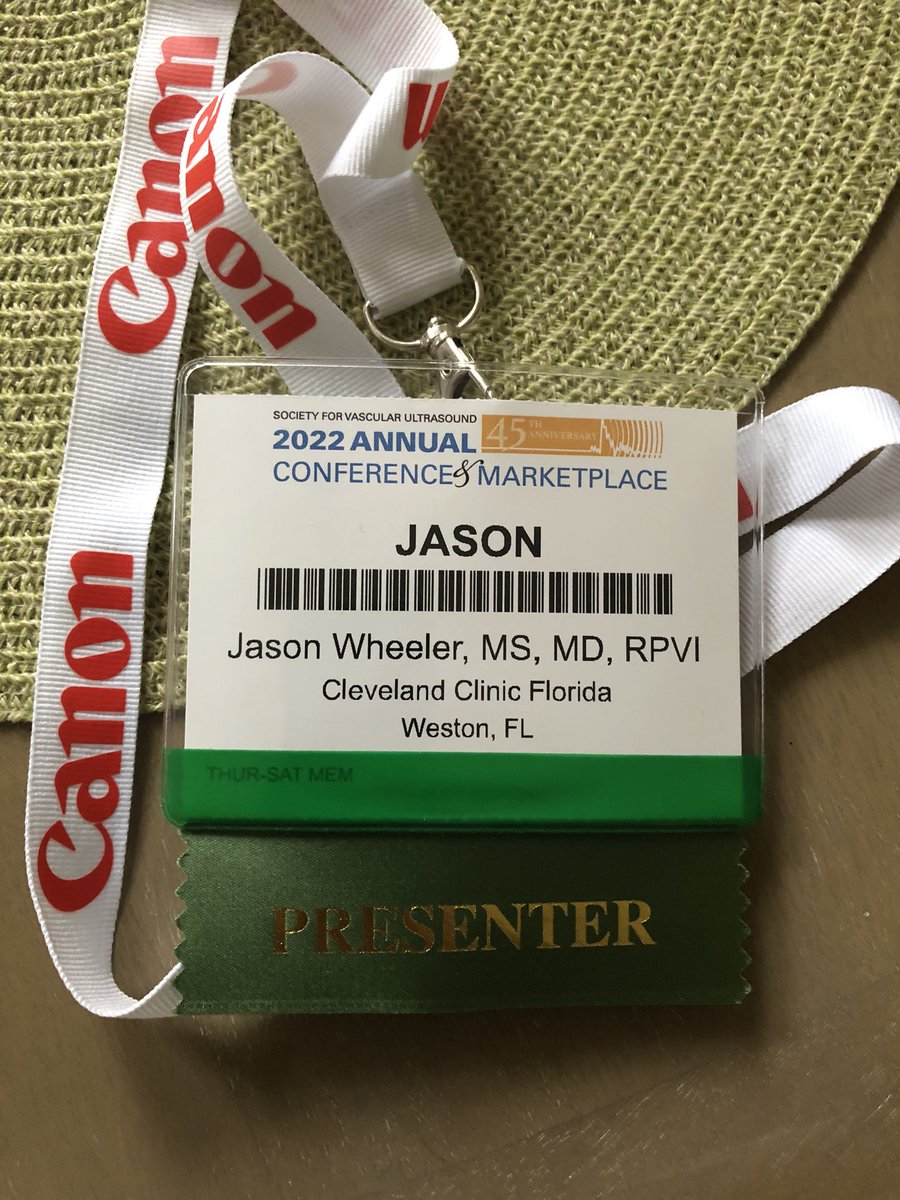 Canon
Canon
Canon
SOCIETY FOR VASCULAR ULTRASOUND
2022 ANNUAL
45TH ANNIVERSARY
CONFERENCE & MARKETPLACE
JASON
Jason Wheeler, MS, MD, RPVI
Cleveland Clinic Florida
Weston, FL
THUR-SAT MEM
PRESENTER